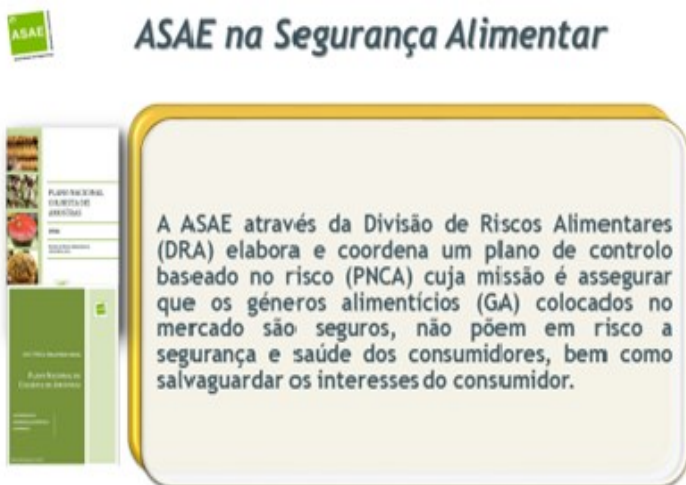 ASAE
ASAE na Segurança Alimentar
PLANO NACIONAL
COLHEITA DE
AMOSTRAS
A ASAE através da Divisão de Riscos Alimentares
(DRA) elabora e coordena um plano de controlo
baseado no risco (PNCA) cuja missão é assegurar
que os géneros alimentícios (GA) colocados no
mercado são seguros, não põem em risco a
segurança e saúde dos consumidores, bem como
salvaguardar os interesses do consumidor.
PLANO NACIONAL DE
COLHEITA DE AMOSTRAS